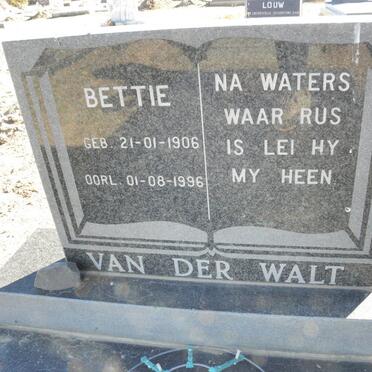 LOUW
BETTIE
GEB. 21-01-1906
OORL. 01-08-1996
NA WATERS
WAAR RUS
IS LEI HY
MY HEEN
VAN DER WALT